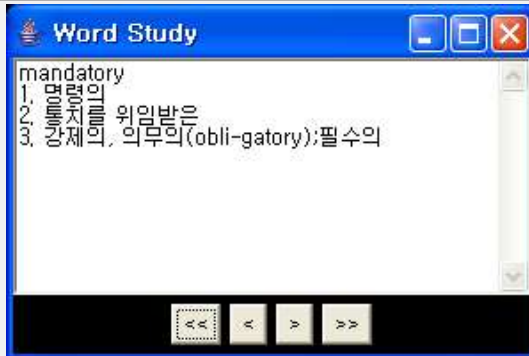 Word Study
mandatory
1. 명령의
2. 통치를 위임받은
3. 강제의, 의무의(obli-gatory);필수의
<< < > >>